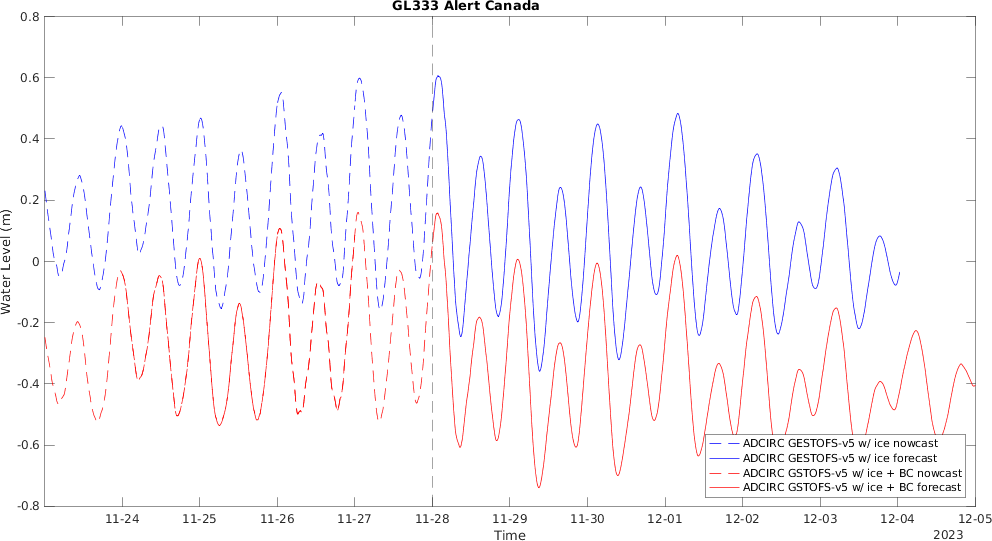 GL333 Alert Canada
0.8
0.6
0.4
0.2
0
-0.2
-0.4
-0.6
-0.8
Water Level (m)
ADCIRC GESTOFS-v5 w/ ice nowcast
ADCIRC GESTOFS-v5 w/ ice forecast
ADCIRC GSTOFS-v5 w/ ice + BC nowcast
ADCIRC GSTOFS-v5 w/ ice + BC forecast
11-24 11-25 11-26 11-27 11-28 11-29 11-30 12-01 12-02 12-03 12-04 12-05
Time
2023